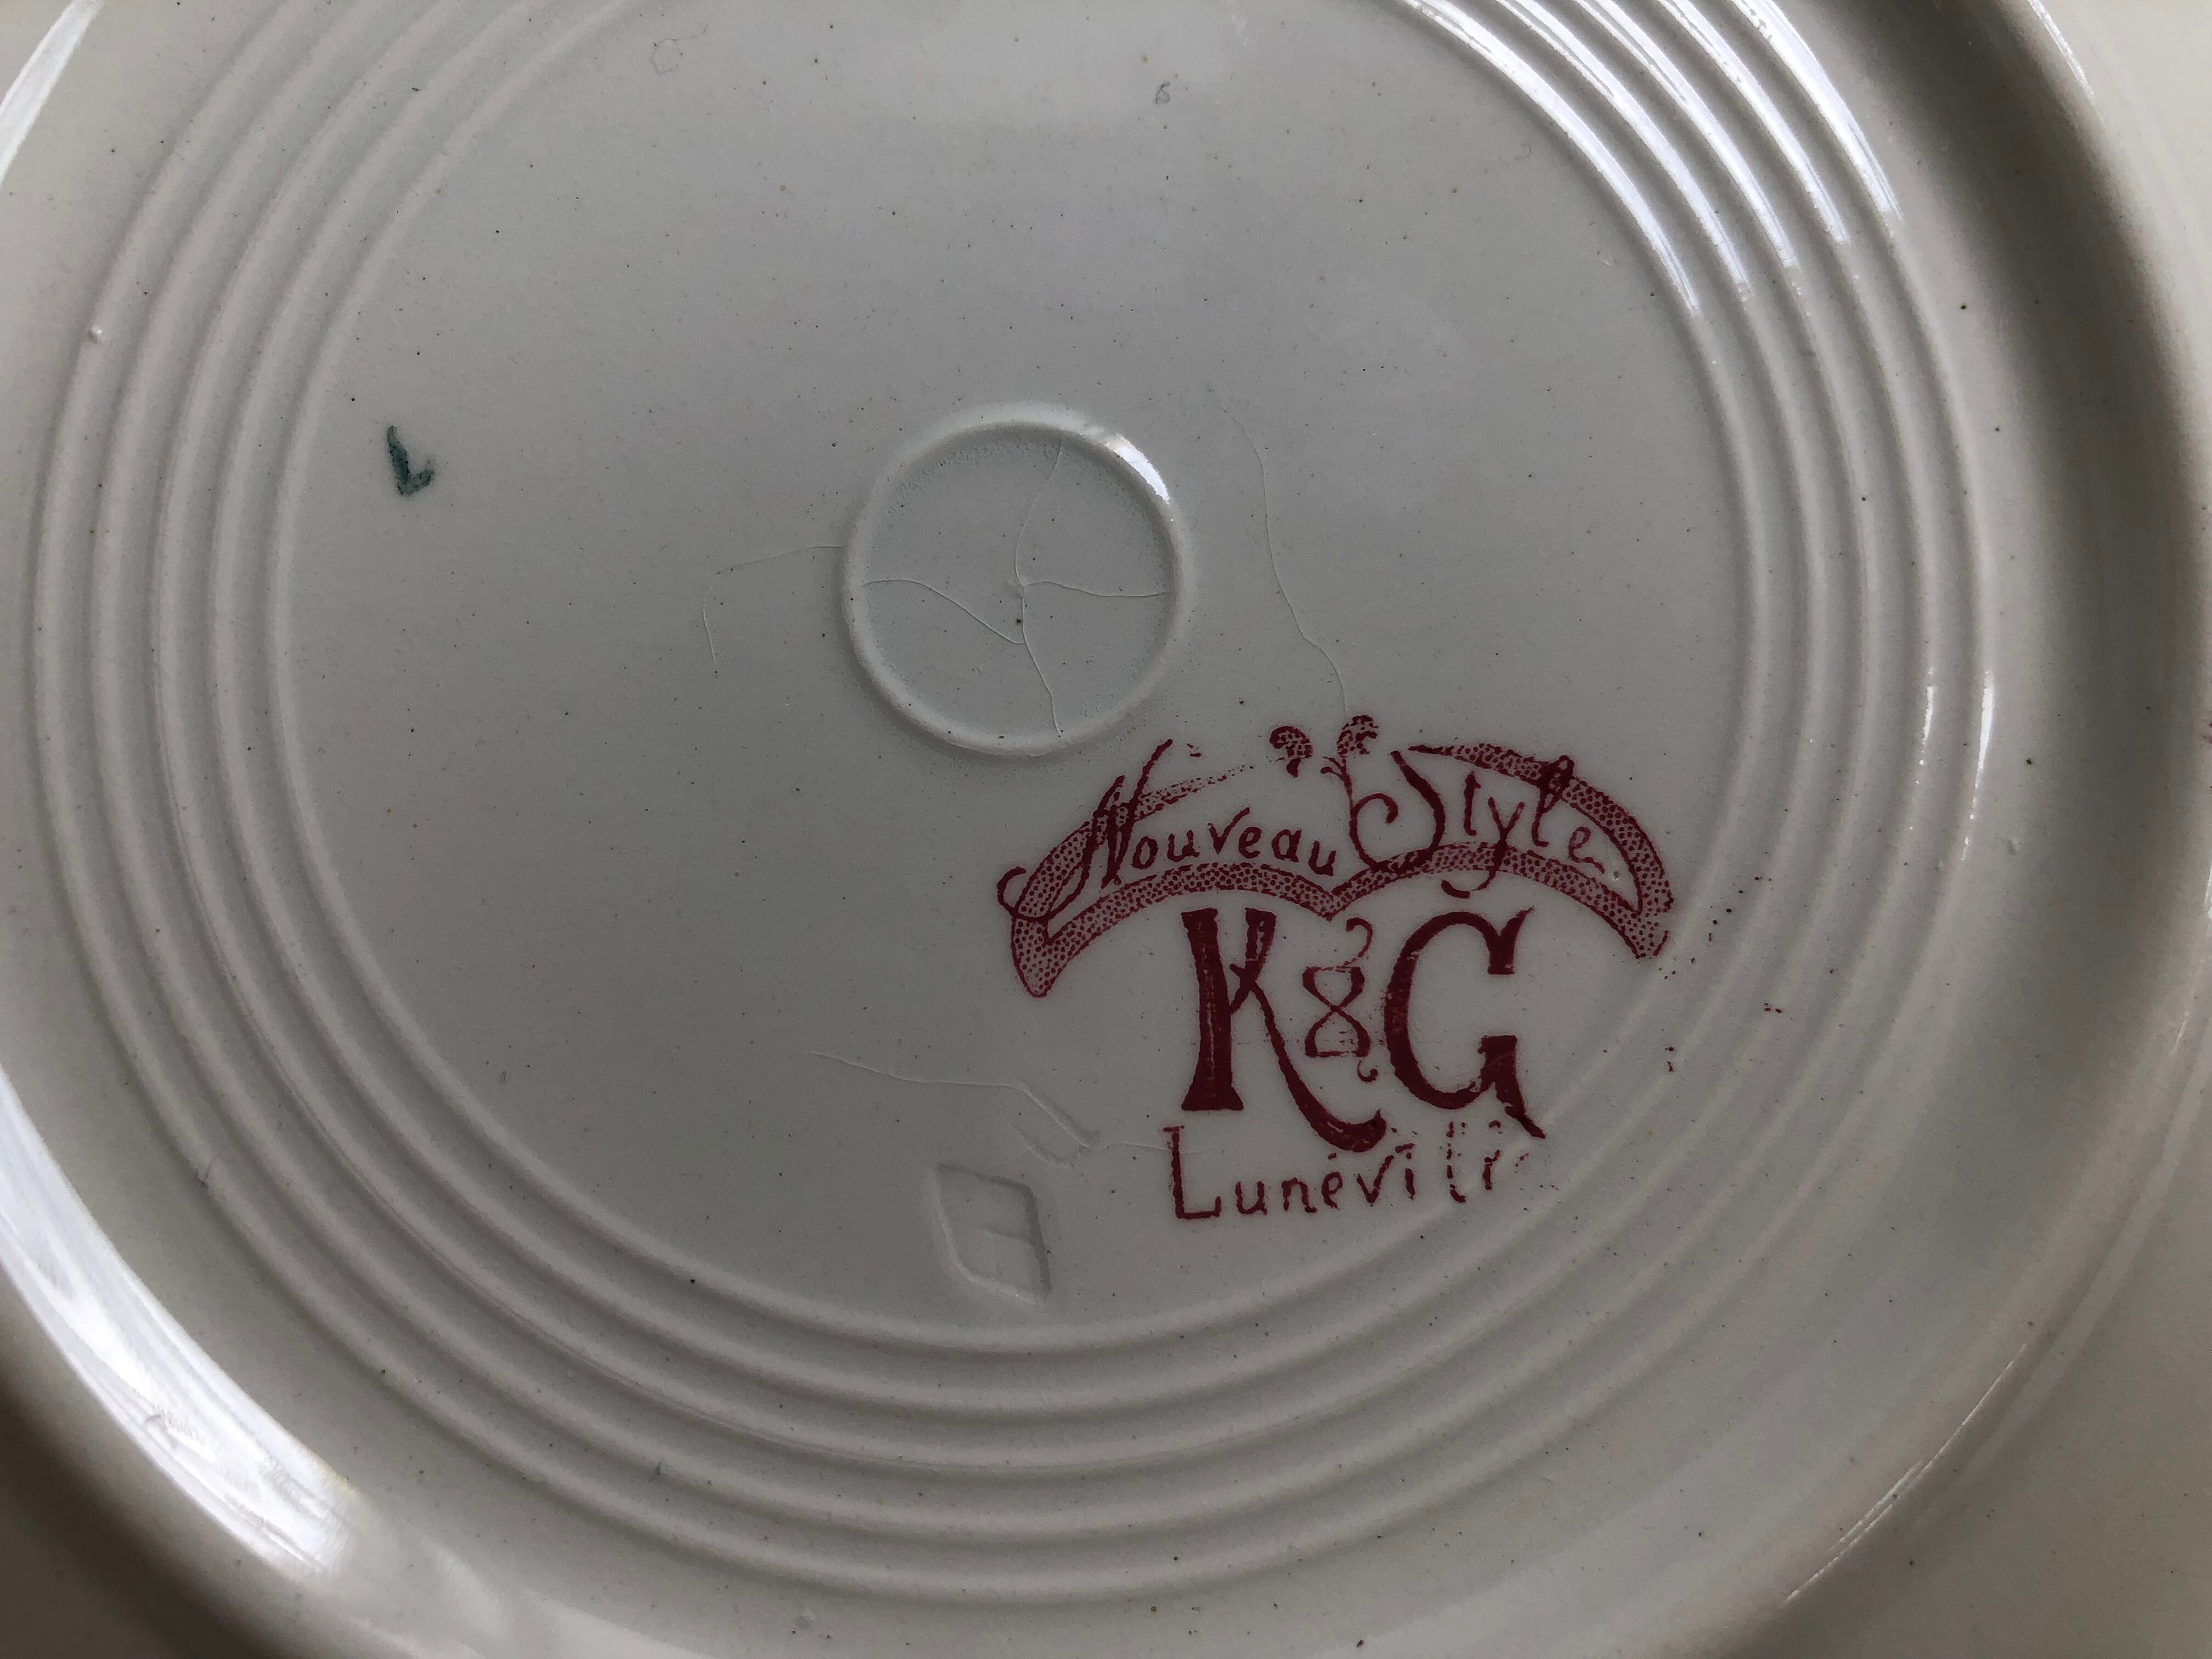 Nouveau Style
K & G
Lunéville